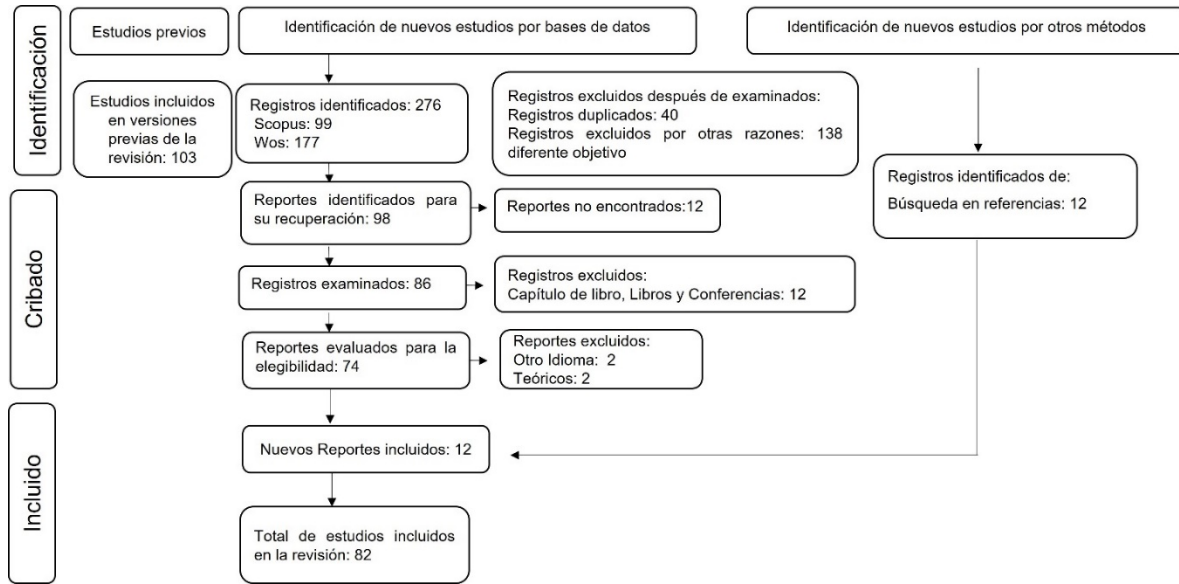 Identificación
Estudios previos
Identificación de nuevos estudios por bases de datos
Identificación de nuevos estudios por otros métodos
Estudios incluidos
en versiones
previas de la
revisión: 103
Registros identificados: 276
Scopus: 99
Wos: 177
Registros excluidos después de examinados:
Registros duplicados: 40
Registros excluidos por otras razones: 138
diferente objetivo
Registros identificados de:
Búsqueda en referencias: 12
Cribado
Reportes identificados para
su recuperación: 98
Reportes no encontrados:12
Registros examinados: 86
Registros excluidos:
Capítulo de libro, Libros y Conferencias: 12
Reportes evaluados para la
elegibilidad: 74
Reportes excluidos:
Otro Idioma: 2
Teóricos: 2
Incluido
Nuevos Reportes incluidos: 12
Total de estudios incluidos
en la revisión: 82